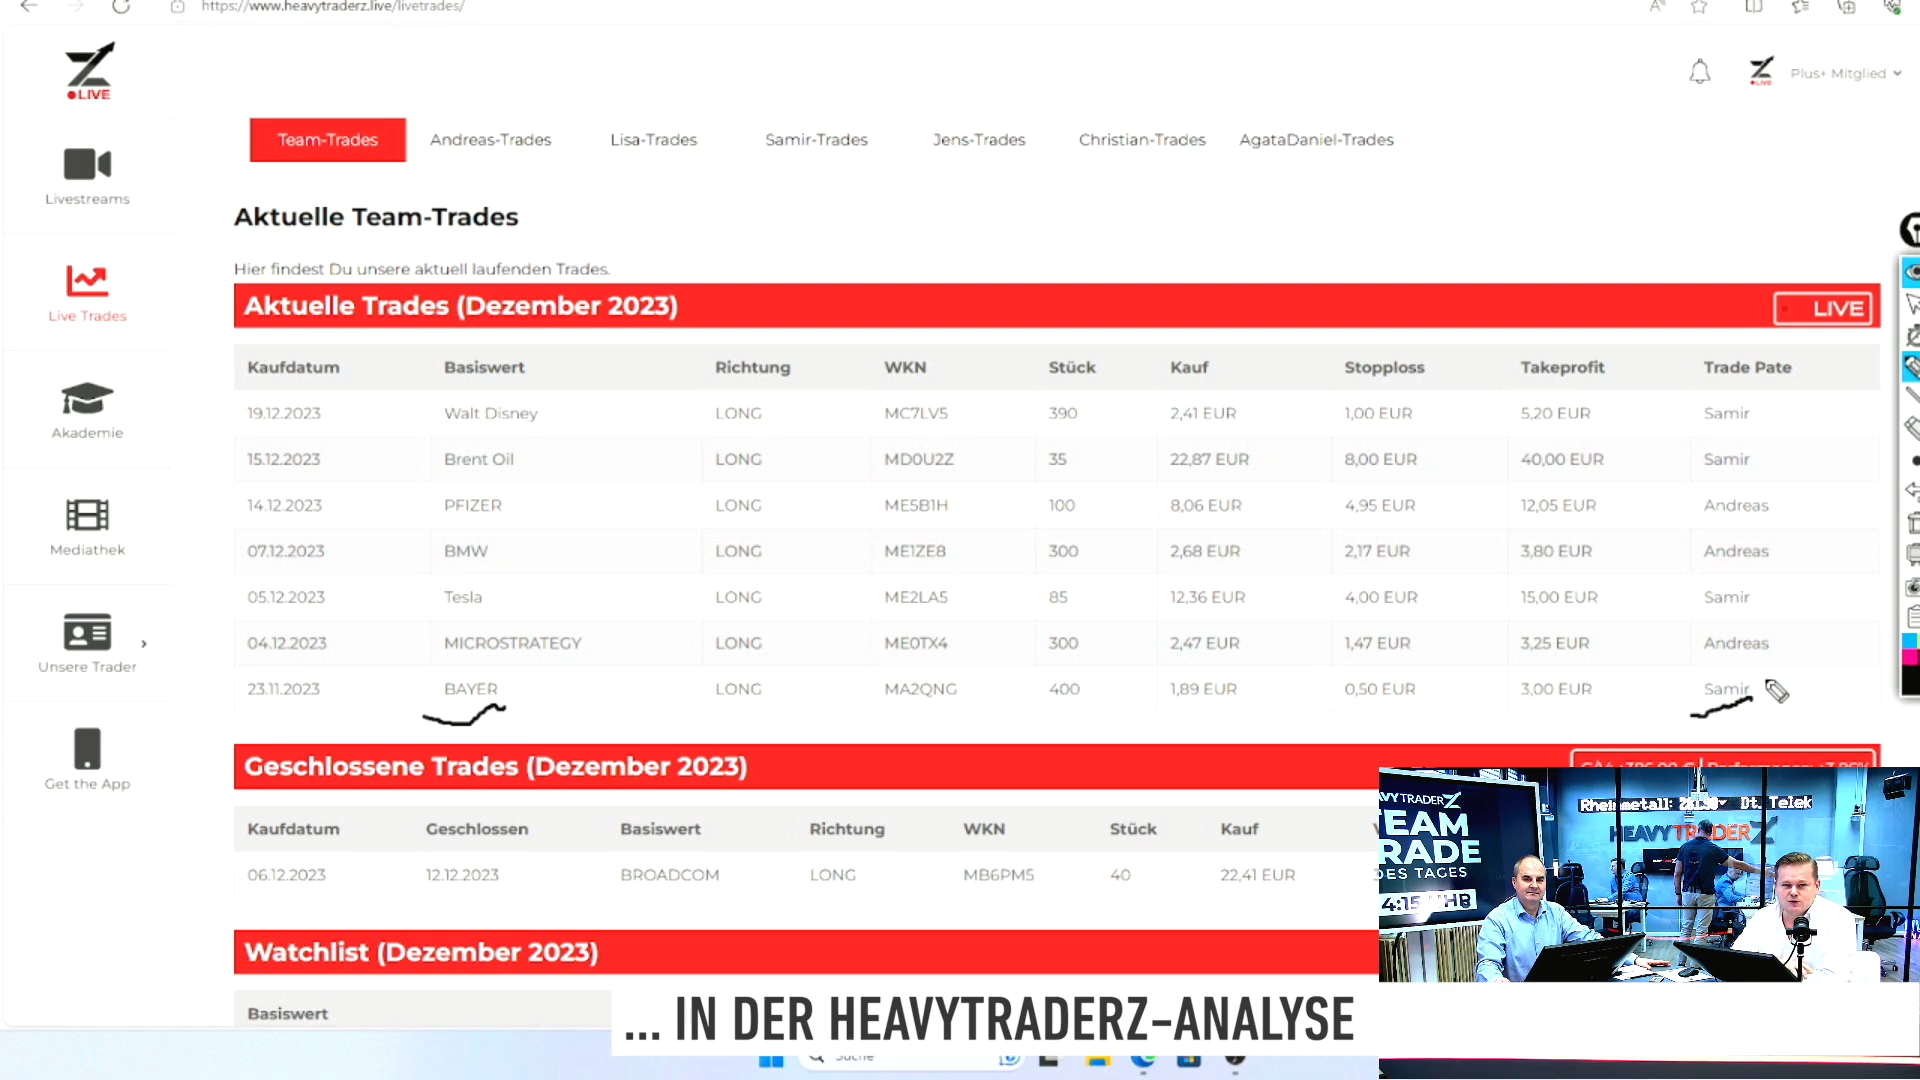 https://www.heavytraderz.live/livetrades/
LIVE
Plus+ Mitglied
Team-Trades Andreas-Trades Lisa-Trades Samir-Trades Jens-Trades Christian-Trades AgataDaniel-Trades
Livestreams
Live Trades
Akademie
Mediathek
Unsere Trader
Get the App
Aktuelle Team-Trades
Hier findest Du unsere aktuell laufenden Trades.
Aktuelle Trades (Dezember 2023) LIVE
Kaufdatum Basiswert Richtung WKN Stück Kauf Stopploss Takeprofit Trade Pate
19.12.2023 Walt Disney LONG MC7LV5 390 2,41 EUR 1,00 EUR 5,20 EUR Samir
15.12.2023 Brent Oil LONG MD0U2Z 35 22,87 EUR 8,00 EUR 40,00 EUR Samir
14.12.2023 PFIZER LONG ME5B1H 100 8,06 EUR 4,95 EUR 12,05 EUR Andreas
07.12.2023 BMW LONG ME1ZE8 300 2,68 EUR 2,17 EUR 3,80 EUR Andreas
05.12.2023 Tesla LONG ME2LA5 85 12,36 EUR 4,00 EUR 15,00 EUR Samir
04.12.2023 MICROSTRATEGY LONG ME0TX4 300 2,47 EUR 1,47 EUR 3,25 EUR Andreas
23.11.2023 BAYER LONG MA2QNG 400 1,89 EUR 0,50 EUR 3,00 EUR Samir
Geschlossene Trades (Dezember 2023)
Kaufdatum Geschlossen Basiswert Richtung WKN Stück Kauf
06.12.2023 12.12.2023 BROADCOM LONG MB6PM5 40 22,41 EUR
Watchlist (Dezember 2023)
Basiswert
Rheinmetall: Dt. Telek
HEAVYTRADERZ
TEAM
TRADE
DES TAGES
... IN DER HEAVYTRADERZ-ANALYSE
Suche